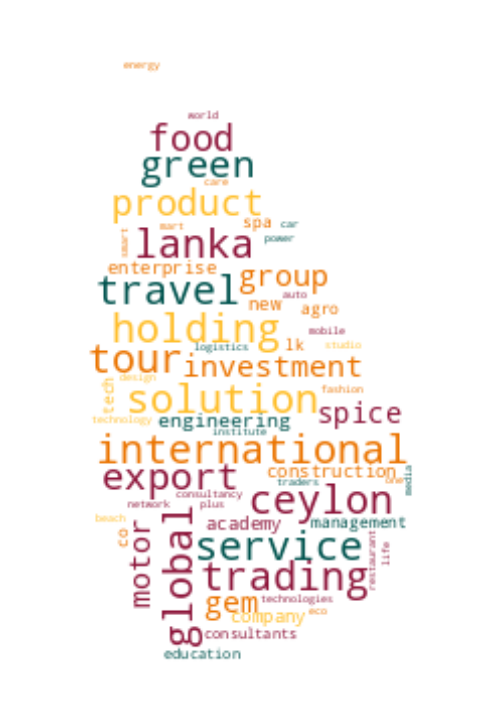 energy
world
food
green
care
product
mart
spa
car
smart
lanka
power
enterprise
group
travel
auto
new
agro
holding
mobile
logistics
lk
studio
tour
investment
design
tech
solution
fashion
spice
technology
engineering
institute
international
construction
one
export
traders
media
consultancy
ceylon
network
plus
beach
academy
management
co
motor
global
service
restaurant
life
trading
gem
technologies
eco
company
consultants
education